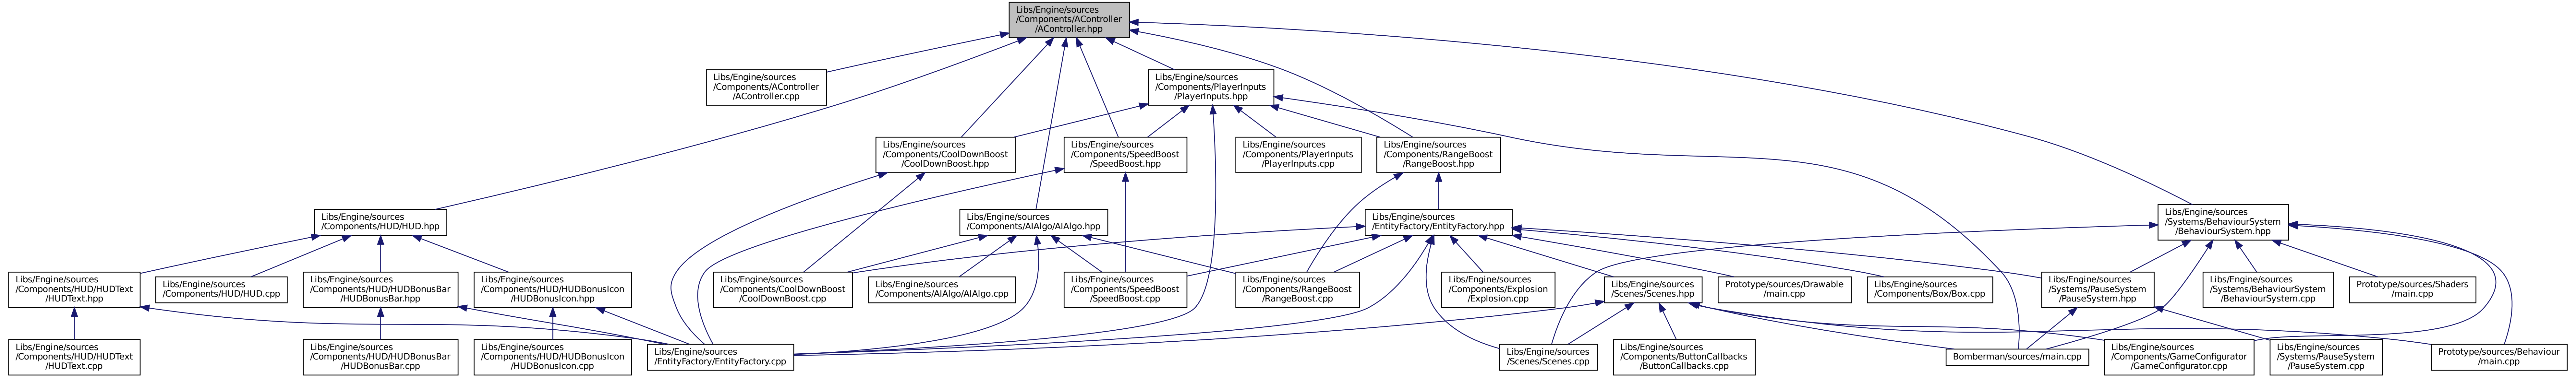 Libs/Engine/sources
/Components/AController
/AController.hpp
Libs/Engine/sources
/Components/AController
/AController.cpp
Libs/Engine/sources
/Components/PlayerInputs
/PlayerInputs.hpp
Libs/Engine/sources
/Components/CoolDownBoost
/CoolDownBoost.hpp
Libs/Engine/sources
/Components/SpeedBoost
/SpeedBoost.hpp
Libs/Engine/sources
/Components/PlayerInputs
/PlayerInputs.cpp
Libs/Engine/sources
/Components/RangeBoost
/RangeBoost.hpp
Libs/Engine/sources
/Components/HUD/HUD.hpp
Libs/Engine/sources
/Components/AIAlgo/AIAlgo.hpp
Libs/Engine/sources
/EntityFactory/EntityFactory.hpp
Libs/Engine/sources
/Systems/BehaviourSystem
/BehaviourSystem.hpp
Libs/Engine/sources
/Components/HUD/HUDText
/HUDText.hpp
Libs/Engine/sources
/Components/HUD/HUD.cpp
Libs/Engine/sources
/Components/HUD/HUDBonusBar
/HUDBonusBar.hpp
Libs/Engine/sources
/Components/HUD/HUDBonusIcon
/HUDBonusIcon.hpp
Libs/Engine/sources
/Components/CoolDownBoost
/CoolDownBoost.cpp
Libs/Engine/sources
/Components/AIAlgo/AIAlgo.cpp
Libs/Engine/sources
/Components/SpeedBoost
/SpeedBoost.cpp
Libs/Engine/sources
/Components/RangeBoost
/RangeBoost.cpp
Libs/Engine/sources
/Components/Explosion
/Explosion.cpp
Libs/Engine/sources
/Scenes/Scenes.hpp
Prototype/sources/Drawable
/main.cpp
Libs/Engine/sources
/Components/Box/Box.cpp
Libs/Engine/sources
/Systems/PauseSystem
/PauseSystem.hpp
Libs/Engine/sources
/Systems/BehaviourSystem
/BehaviourSystem.cpp
Prototype/sources/Shaders
/main.cpp
Libs/Engine/sources
/Components/HUD/HUDText
/HUDText.cpp
Libs/Engine/sources
/Components/HUD/HUDBonusBar
/HUDBonusBar.cpp
Libs/Engine/sources
/Components/HUD/HUDBonusIcon
/HUDBonusIcon.cpp
Libs/Engine/sources
/EntityFactory/EntityFactory.cpp
Libs/Engine/sources
/Scenes/Scenes.cpp
Libs/Engine/sources
/Components/ButtonCallbacks
/ButtonCallbacks.cpp
Bomberman/sources/main.cpp
Libs/Engine/sources
/Components/GameConfigurator
/GameConfigurator.cpp
Libs/Engine/sources
/Systems/PauseSystem
/PauseSystem.cpp
Prototype/sources/Behaviour
/main.cpp